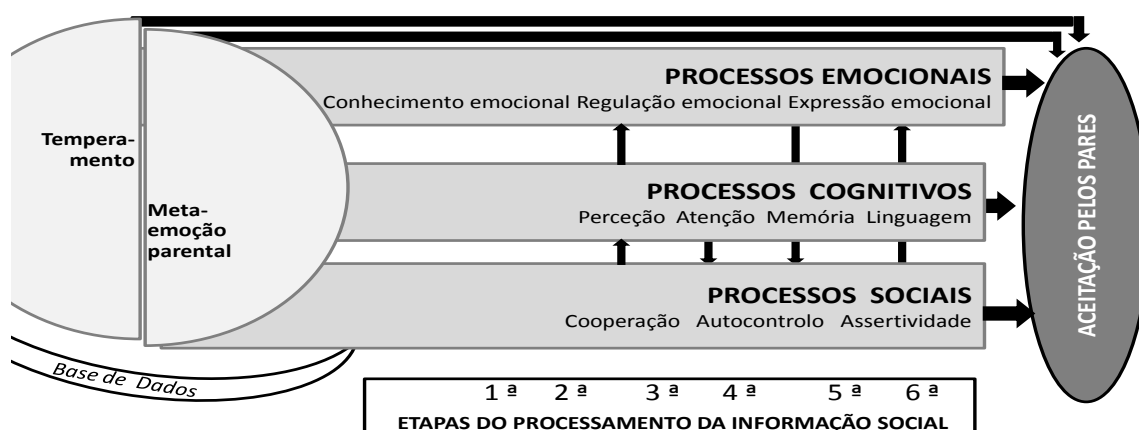 PROCESSOS EMOCIONAIS
Conhecimento emocional Regulação emocional Expressão emocional
Tempera-
mento
PROCESSOS COGNITIVOS
Perceção Atenção Memória Linguagem
Meta-
emoção
parental
PROCESSOS SOCIAIS
Cooperação Autocontrolo Assertividade
ACEITAÇÃO PELOS PARES
Base de Dados
1ª 2ª 3ª 4ª 5ª 6ª
ETAPAS DO PROCESSAMENTO DA INFORMAÇÃO SOCIAL